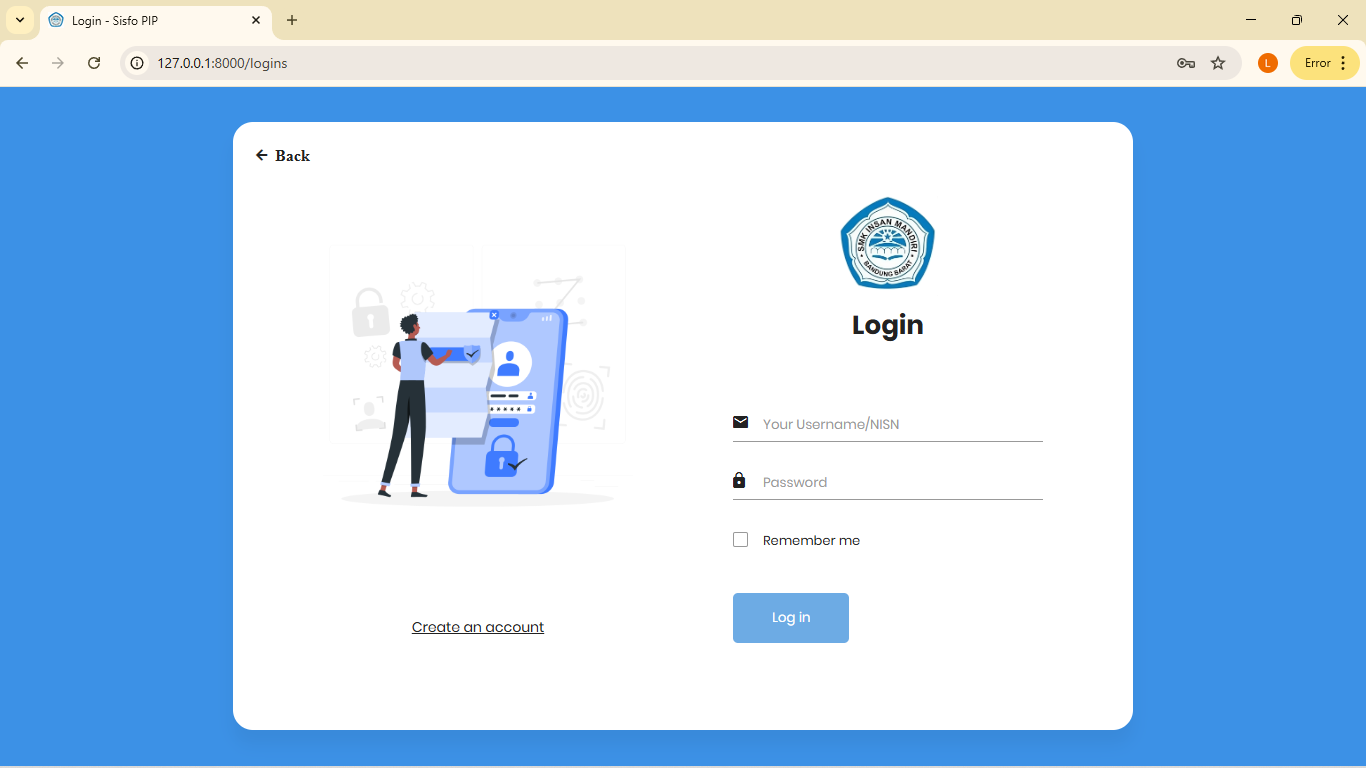 Login - Sisfo PIP
127.0.0.1:8000/logins
L
Error
Back
SMK INSAN MANDIRI
BANDUNG BARAT
Login
Your Username/NISN
Password
Remember me
Log in
Create an account